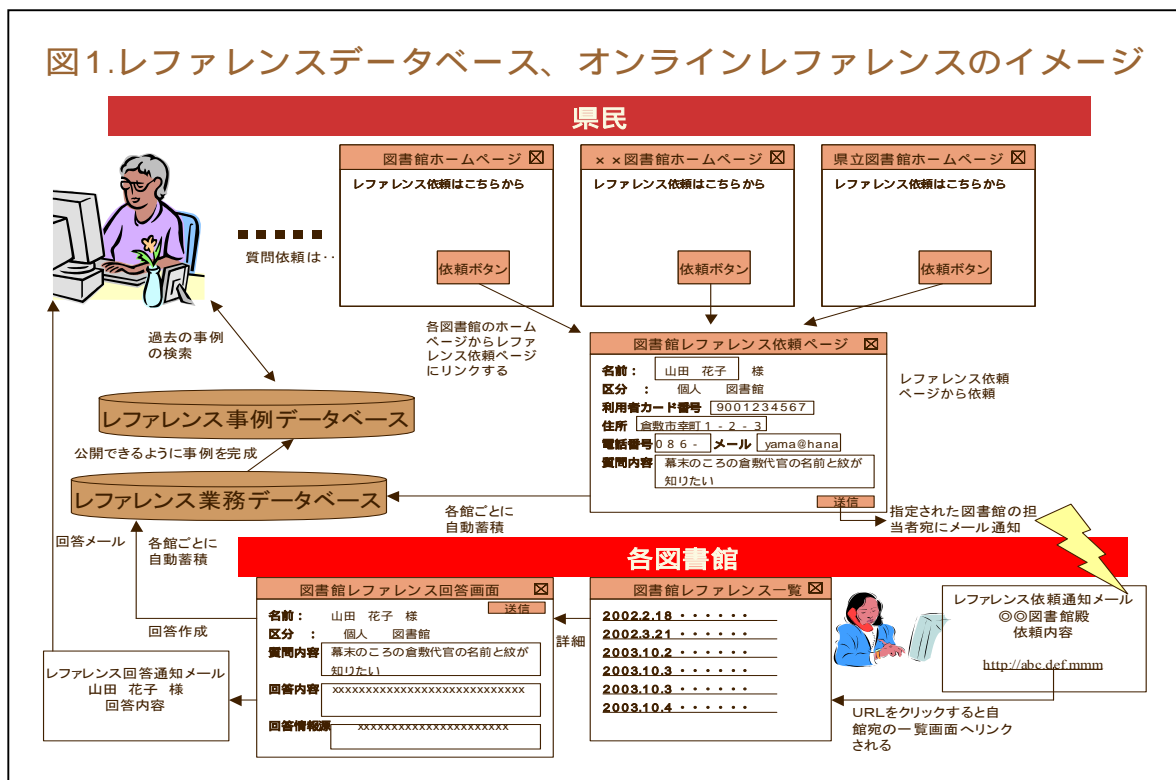 図1.レファレンスデータベース、オンラインレファレンスのイメージ
県民
図書館ホームページ
レファレンス依頼はこちらから
依頼ボタン
××図書館ホームページ
レファレンス依頼はこちらから
依頼ボタン
県立図書館ホームページ
レファレンス依頼はこちらから
依頼ボタン
質問依頼は‥
過去の事例
の検索
各図書館のホーム
ページからレファ
レンス依頼ページ
にリンクする
図書館レファレンス依頼ページ
名前: 山田 花子 様
区分 : 個人 図書館
利用者カード番号 9001234567
住所 倉敷市幸町1-2-3
電話番号 086- メール yama@hana
質問内容 幕末のころの倉敷代官の名前と紋が
知りたい
送信
レファレンス依頼
ページから依頼
レファレンス事例データベース
公開できるように事例を完成
レファレンス業務データベース
各館ごとに
自動蓄積
指定された図書館の担
当者宛にメール通知
回答メール
各館ごとに
自動蓄積
各図書館
図書館レファレンス回答画面
送信
名前: 山田 花子 様
区分 : 個人 図書館
質問内容 幕末のころの倉敷代官の名前と紋が
知りたい
回答内容 xxxxxxxxxxxxxxxxxxxxxxxxxxxxx
回答情報源 xxxxxxxxxxxxxxxxxxxxxxx
回答作成
詳細
図書館レファレンス一覧
2002.2.18 ・・・・・・
2002.3.21 ・・・・・・
2003.10.2 ・・・・・・
2003.10.3 ・・・・・・
2003.10.3 ・・・・・・
2003.10.4 ・・・・・・
レファレンス依頼通知メール
◎◎図書館殿
依頼内容
http://abc.def.mmm
URLをクリックすると自
館宛の一覧画面へリンク
される
レファレンス回答通知メール
山田 花子 様
回答内容